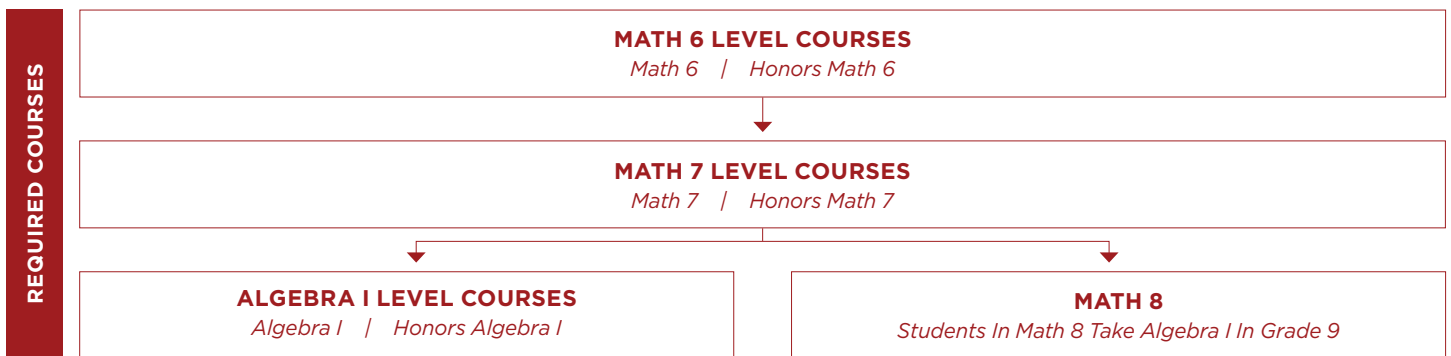 REQUIRED COURSES
MATH 6 LEVEL COURSES
Math 6 | Honors Math 6
MATH 7 LEVEL COURSES
Math 7 | Honors Math 7
ALGEBRA I LEVEL COURSES
Algebra I | Honors Algebra I
MATH 8
Students In Math 8 Take Algebra I In Grade 9